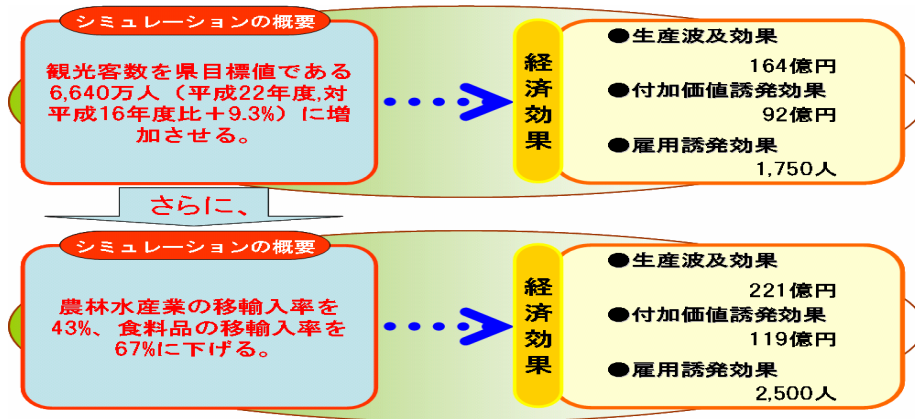 シミュレーションの概要
観光客数を県目標値である
6,640万人（平成22年度,対
平成16年度比＋9.3%）に増
加させる。
経済効果
●生産波及効果
164億円
●付加価値誘発効果
92億円
●雇用誘発効果
1,750人
さらに、
シミュレーションの概要
農林水産業の移輸入率を
43%、食料品の移輸入率を
67%に下げる。
経済効果
●生産波及効果
221億円
●付加価値誘発効果
119億円
●雇用誘発効果
2,500人